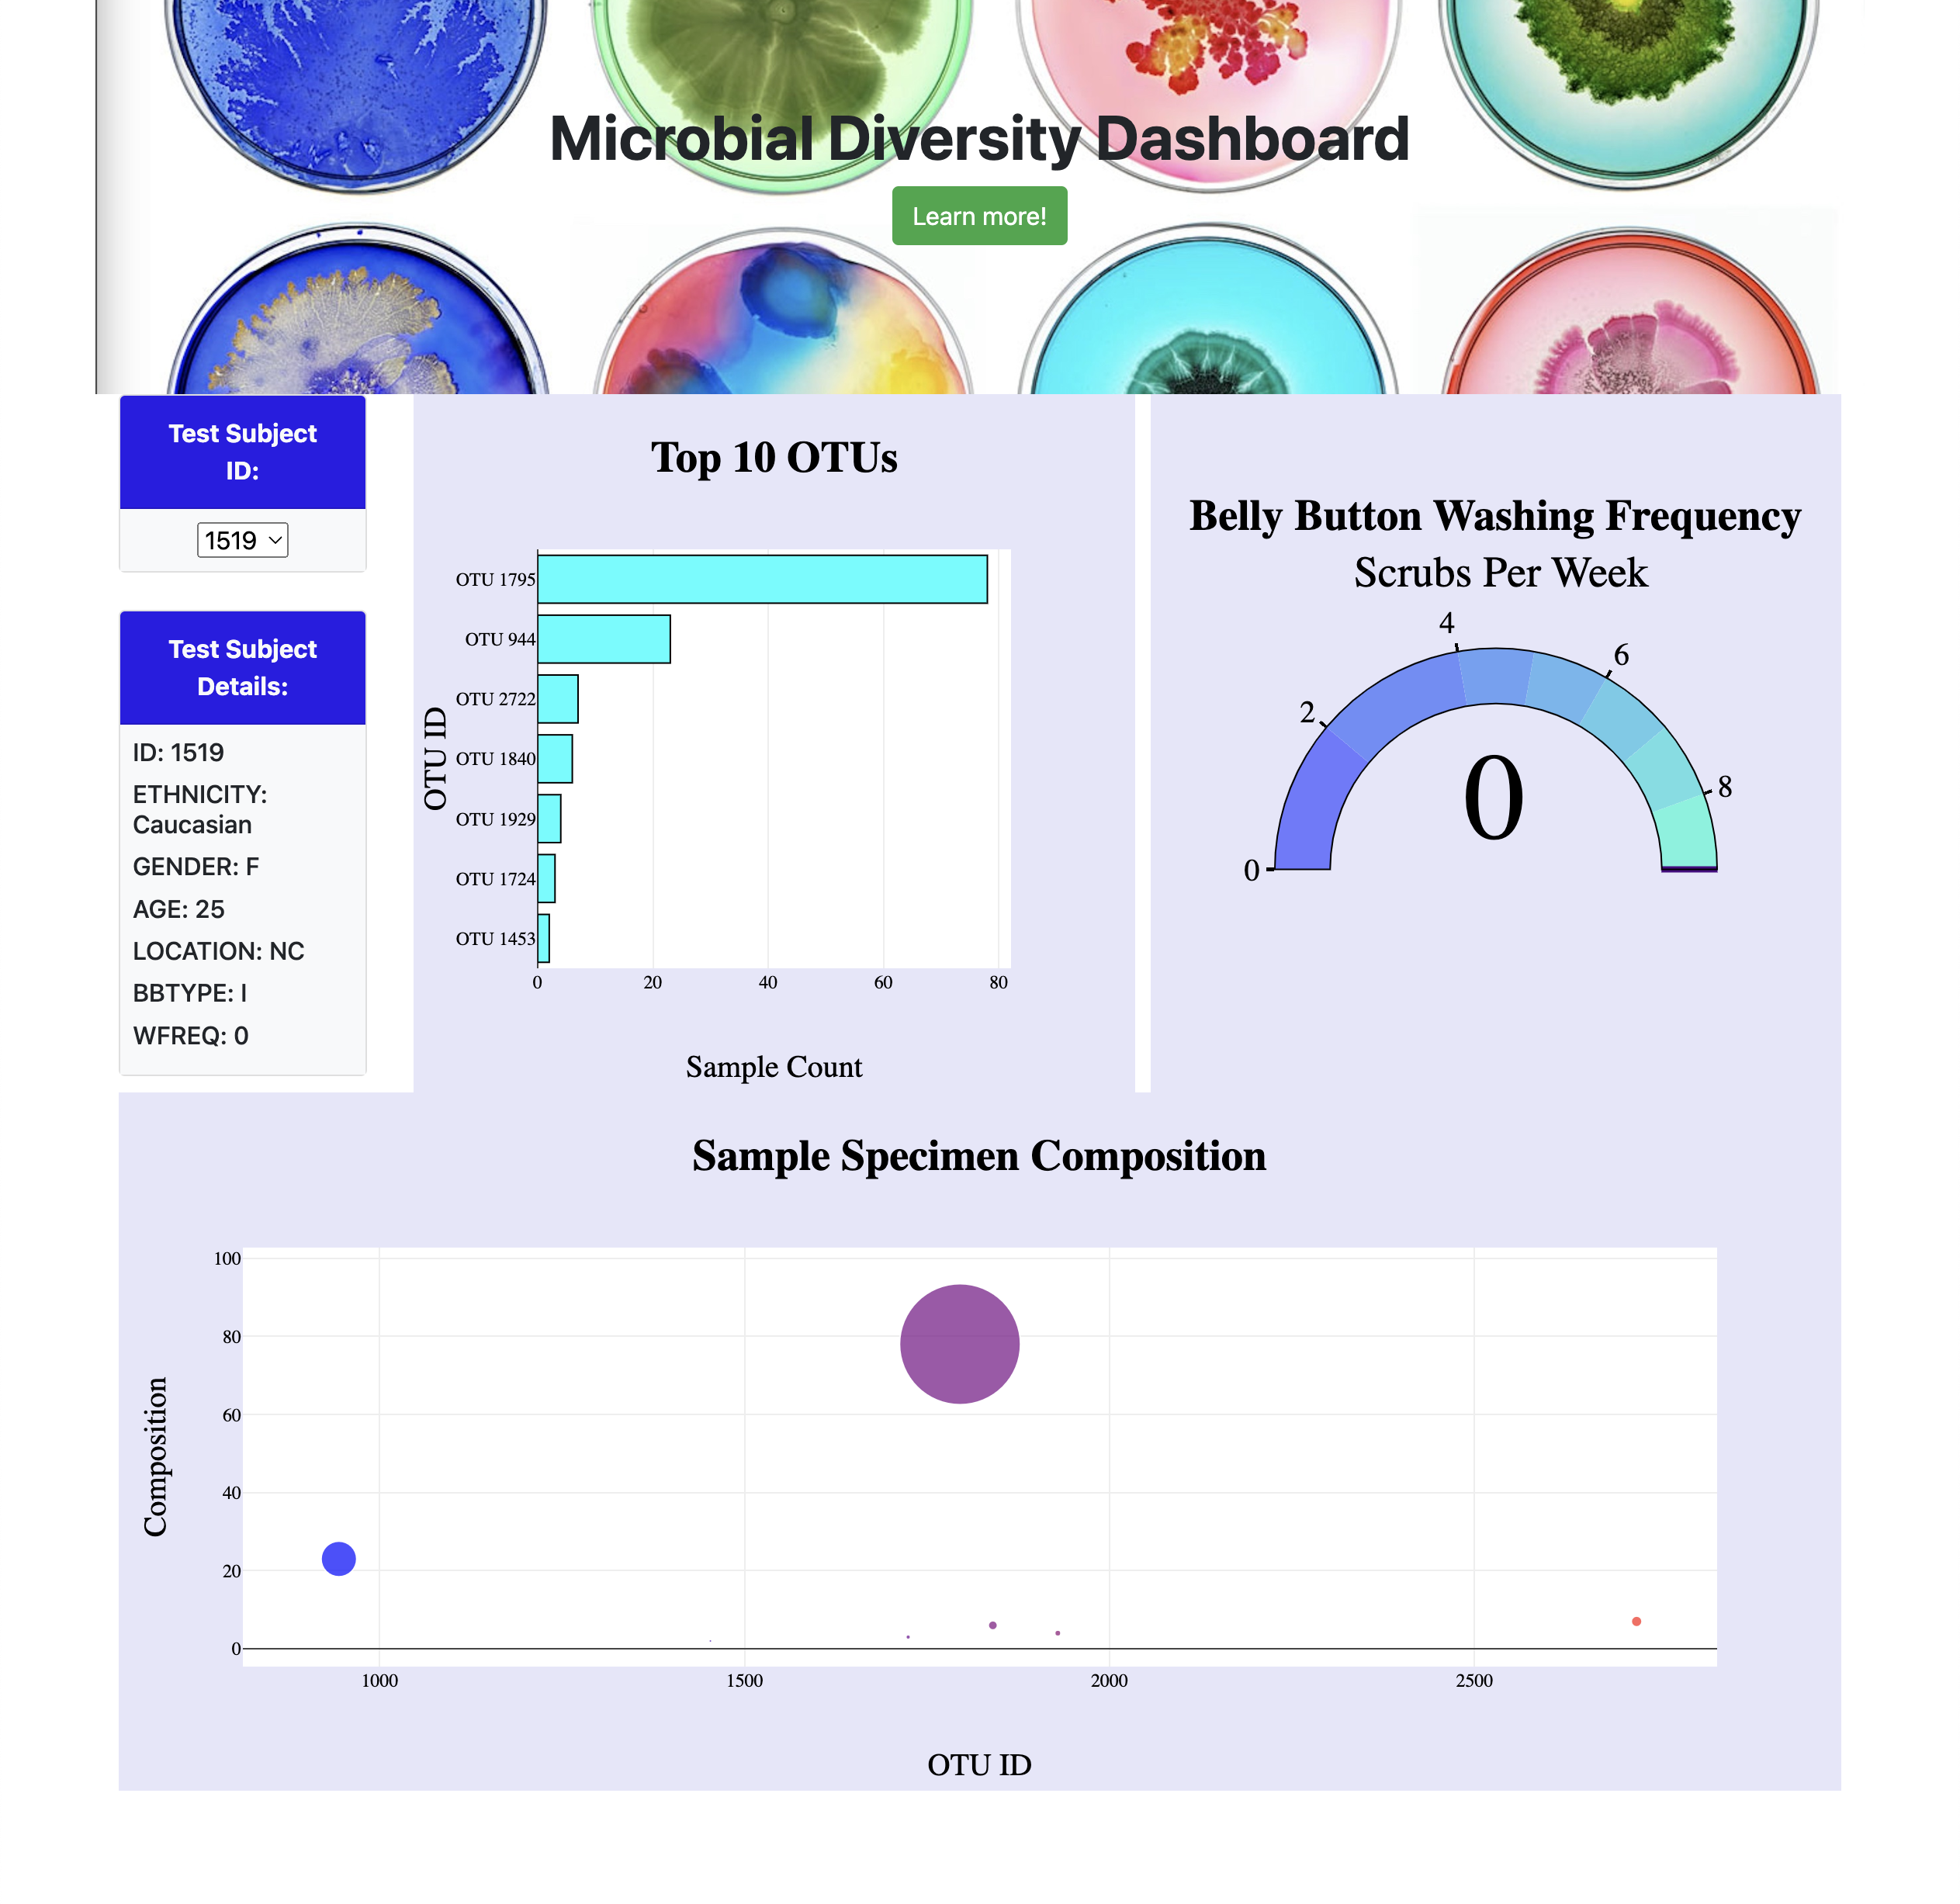 Microbial Diversity Dashboard
Learn more!
Test Subject
ID:
1519
Test Subject
Details:
ID: 1519
ETHNICITY:
Caucasian
GENDER: F
AGE: 25
LOCATION: NC
BBTYPE: I
WFREQ: 0
Top 10 OTUs
OTU ID
OTU 1795
OTU 944
OTU 2722
OTU 1840
OTU 1929
OTU 1724
OTU 1453
0 20 40 60 80
Sample Count
Belly Button Washing Frequency
Scrubs Per Week
0
2
4
6
8
0
Sample Specimen Composition
Composition
100
80
60
40
20
0
1000 1500 2000 2500
OTU ID